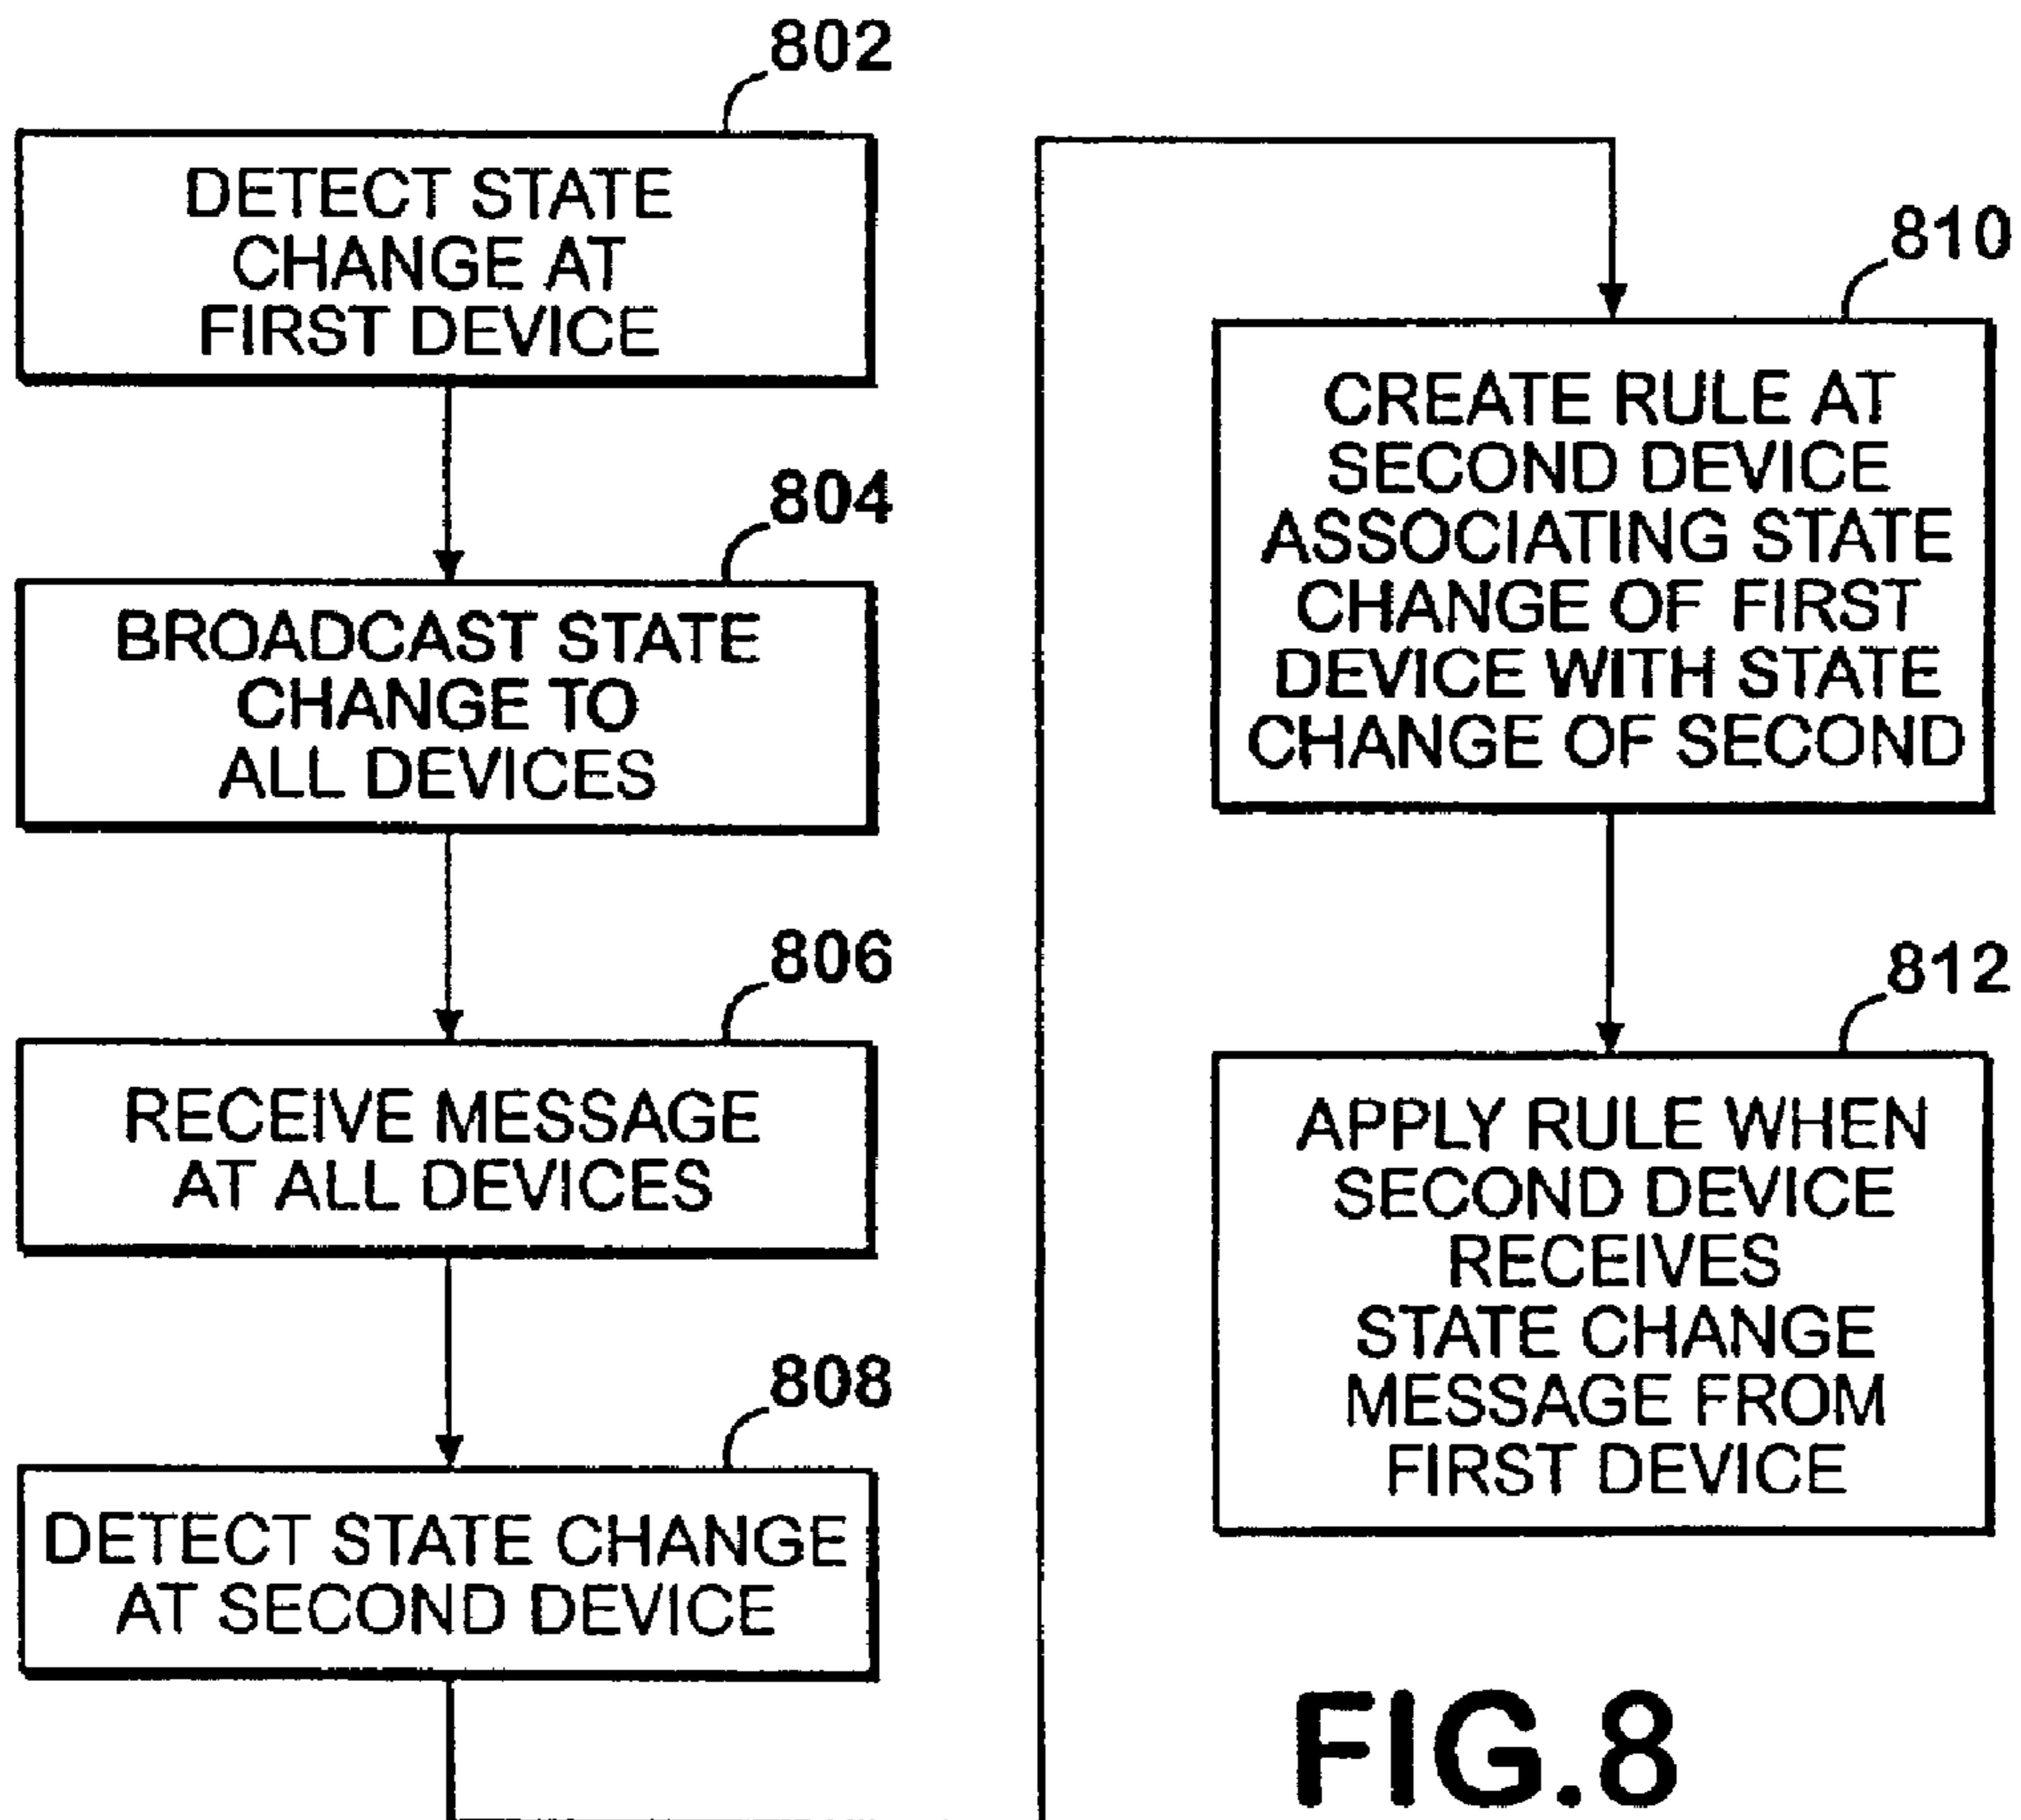 802
DETECT STATE
CHANGE AT
FIRST DEVICE
804
BROADCAST STATE
CHANGE TO
ALL DEVICES
806
RECEIVE MESSAGE
AT ALL DEVICES
808
DETECT STATE CHANGE
AT SECOND DEVICE
810
CREATE RULE AT
SECOND DEVICE
ASSOCIATING STATE
CHANGE OF FIRST
DEVICE WITH STATE
CHANGE OF SECOND
812
APPLY RULE WHEN
SECOND DEVICE
RECEIVES
STATE CHANGE
MESSAGE FROM
FIRST DEVICE
FIG.8